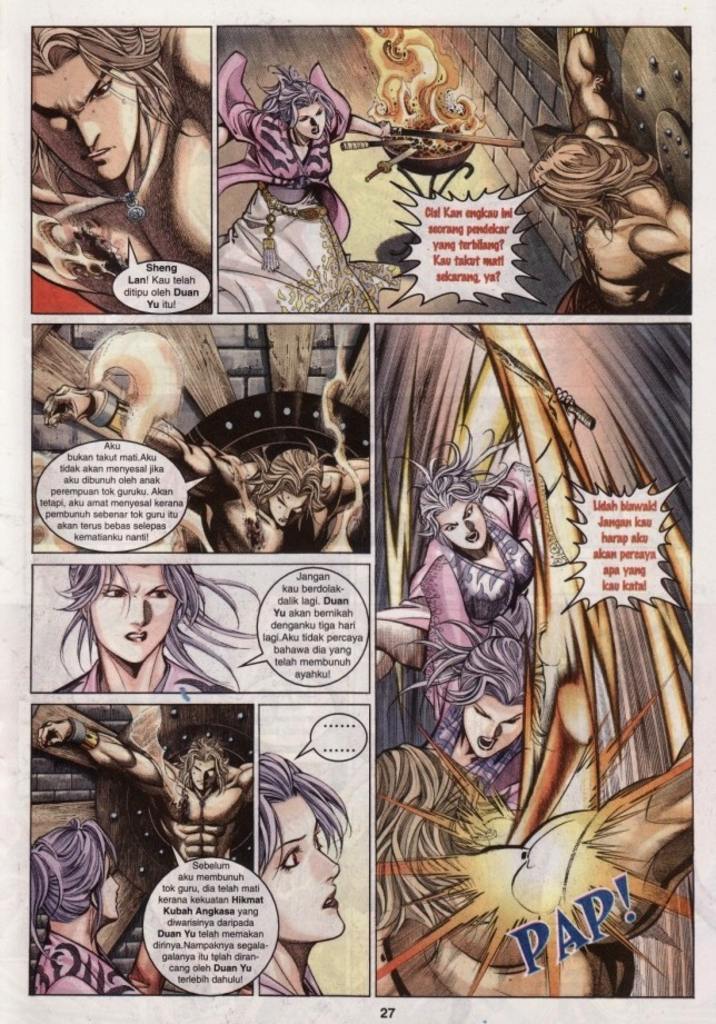 Sheng
Lan! Kau telah
ditipu oleh Duan
Yu itu!
Cis! Kan engkau ini
seorang pendekar
yang terbilang?
Kau takut mati
sekarang, ya?
Aku
bukan takut mati.Aku
tidak akan menyesal jika
aku dibunuh oleh anak
perempuan tok guruku. Akan
tetapi, aku amat menyesal kerana
pembunuh sebenar tok guru itu
akan terus bebas selepas
kematianku nanti!
Lidah biawak!
Jangan kau
harap aku
akan percaya
apa yang
kau kata!
Jangan
kau berdolak-
dalik lagi. Duan
Yu akan bernikah
denganku tiga hari
lagi.Aku tidak percaya
bahawa dia yang
telah membunuh
ayahku!
......
......
Sebelum
aku membunuh
tok guru, dia telah mati
kerana kekuatan Hikmat
Kubah Angkasa yang
diwarisinya daripada
Duan Yu telah memakan
dirinya.Nampaknya segala-
galanya itu telah diran-
cang oleh Duan Yu
terlebih dahulu!
PAP!
27